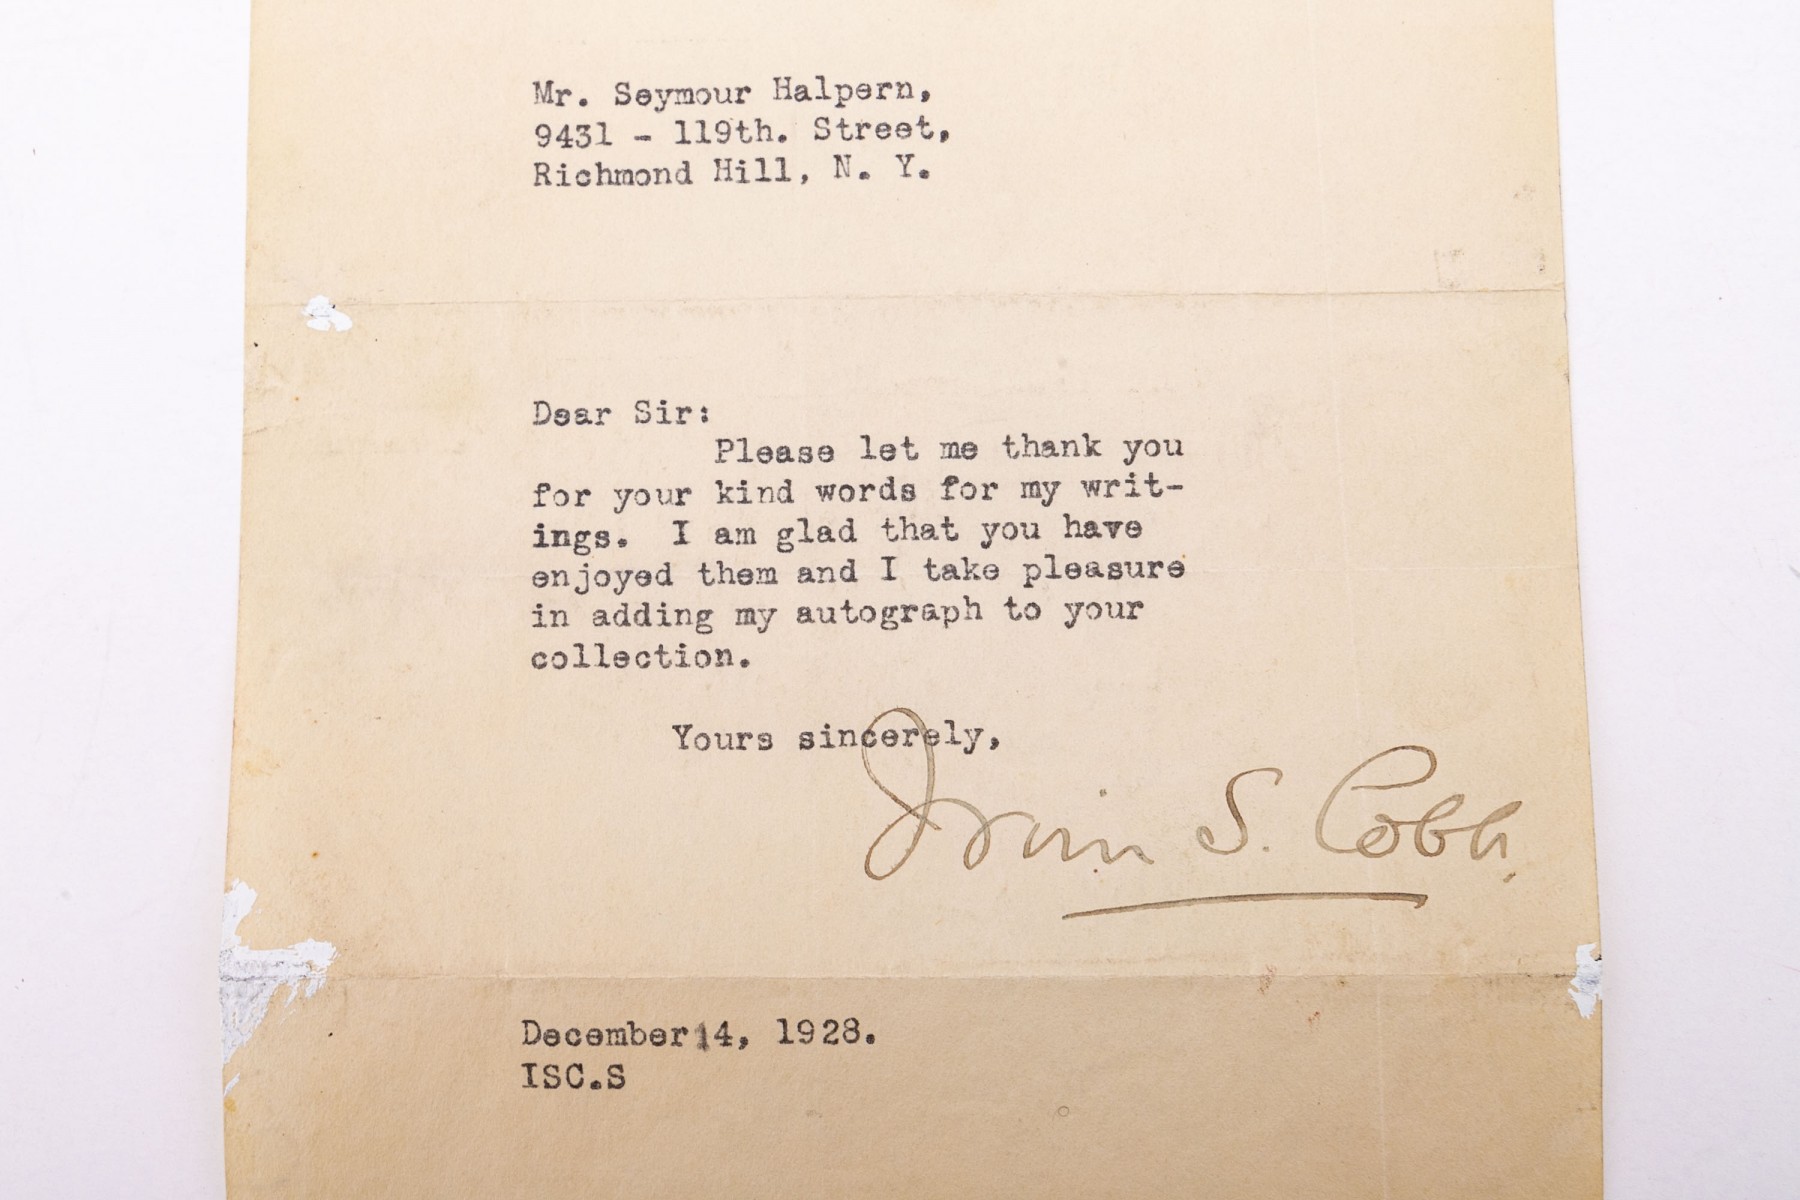 Mr. Seymour Halpern,
9431 - 119th. Street,
Richmond Hill, N. Y.
Dear Sir:
Please let me thank you
for your kind words for my writ-
ings. I am glad that you have
enjoyed them and I take pleasure
in adding my autograph to your
collection.
Yours sincerely,
Irvin S. Cobb.
December 14, 1928.
ISC.S